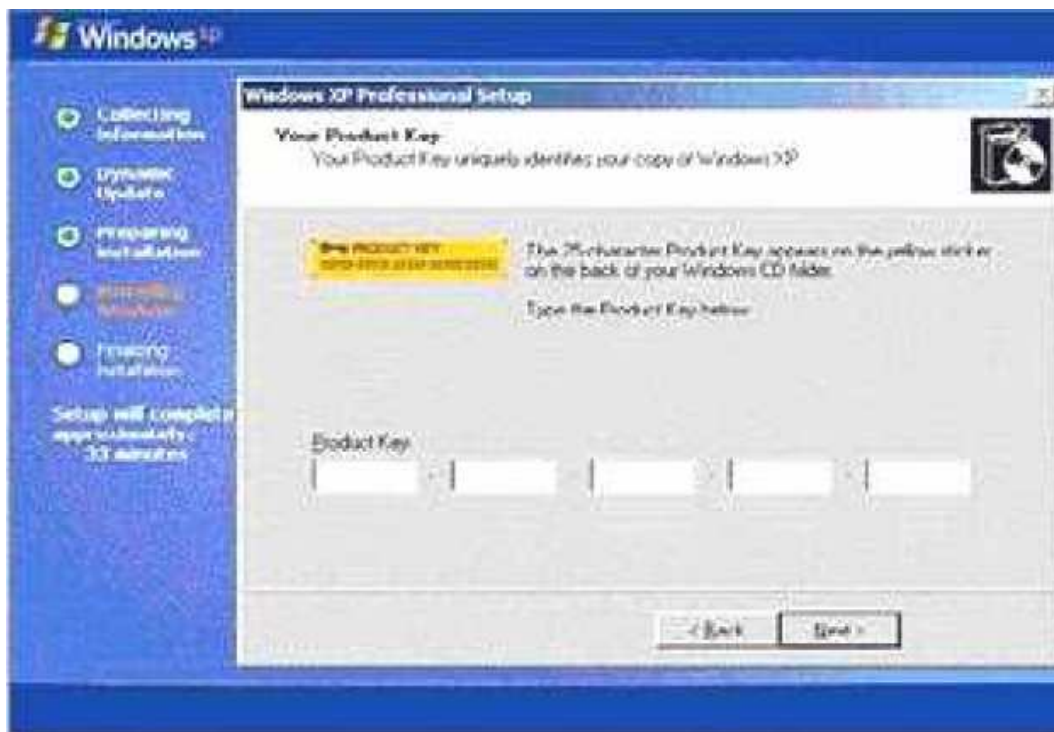 Windows xp
Collecting
information
Dynamic
Update
Preparing
installation
Finalizing
installation
Setup will complete
approximately:
33 minutes
Windows XP Professional Setup
Your Product Key
Your Product Key uniquely identifies your copy of Windows XP
PRODUCT KEY
The 25-character Product Key appears on the yellow sticker
on the back of your Windows CD folder.
Type the Product Key below:
Product Key:
- - - -
< Back
Next >